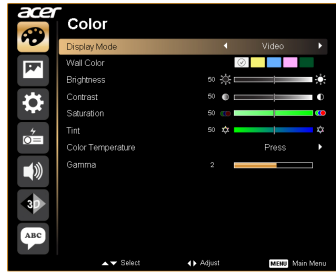 acer
Color
Display Mode Video
Wall Color
Brightness 50
Contrast 50
Saturation 50
Tint 50
Color Temperature Press
Gamma 2
3D
ABC
Select Adjust MENU Main Menu